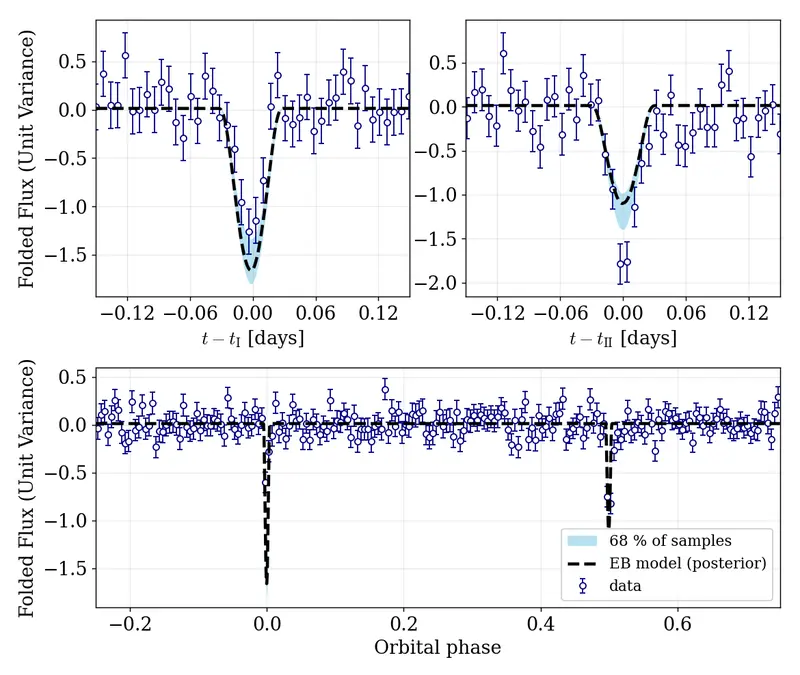 Folded Flux (Unit Variance)
0.5
0.0
−0.5
−1.0
−1.5
−0.12 −0.06 0.00 0.06 0.12
t − tI [days]
0.5
0.0
−0.5
−1.0
−1.5
−2.0
−0.12 −0.06 0.00 0.06 0.12
t − tII [days]
Folded Flux (Unit Variance)
0.5
0.0
−0.5
−1.0
−1.5
−0.2 0.0 0.2 0.4 0.6
Orbital phase
68 % of samples
EB model (posterior)
data